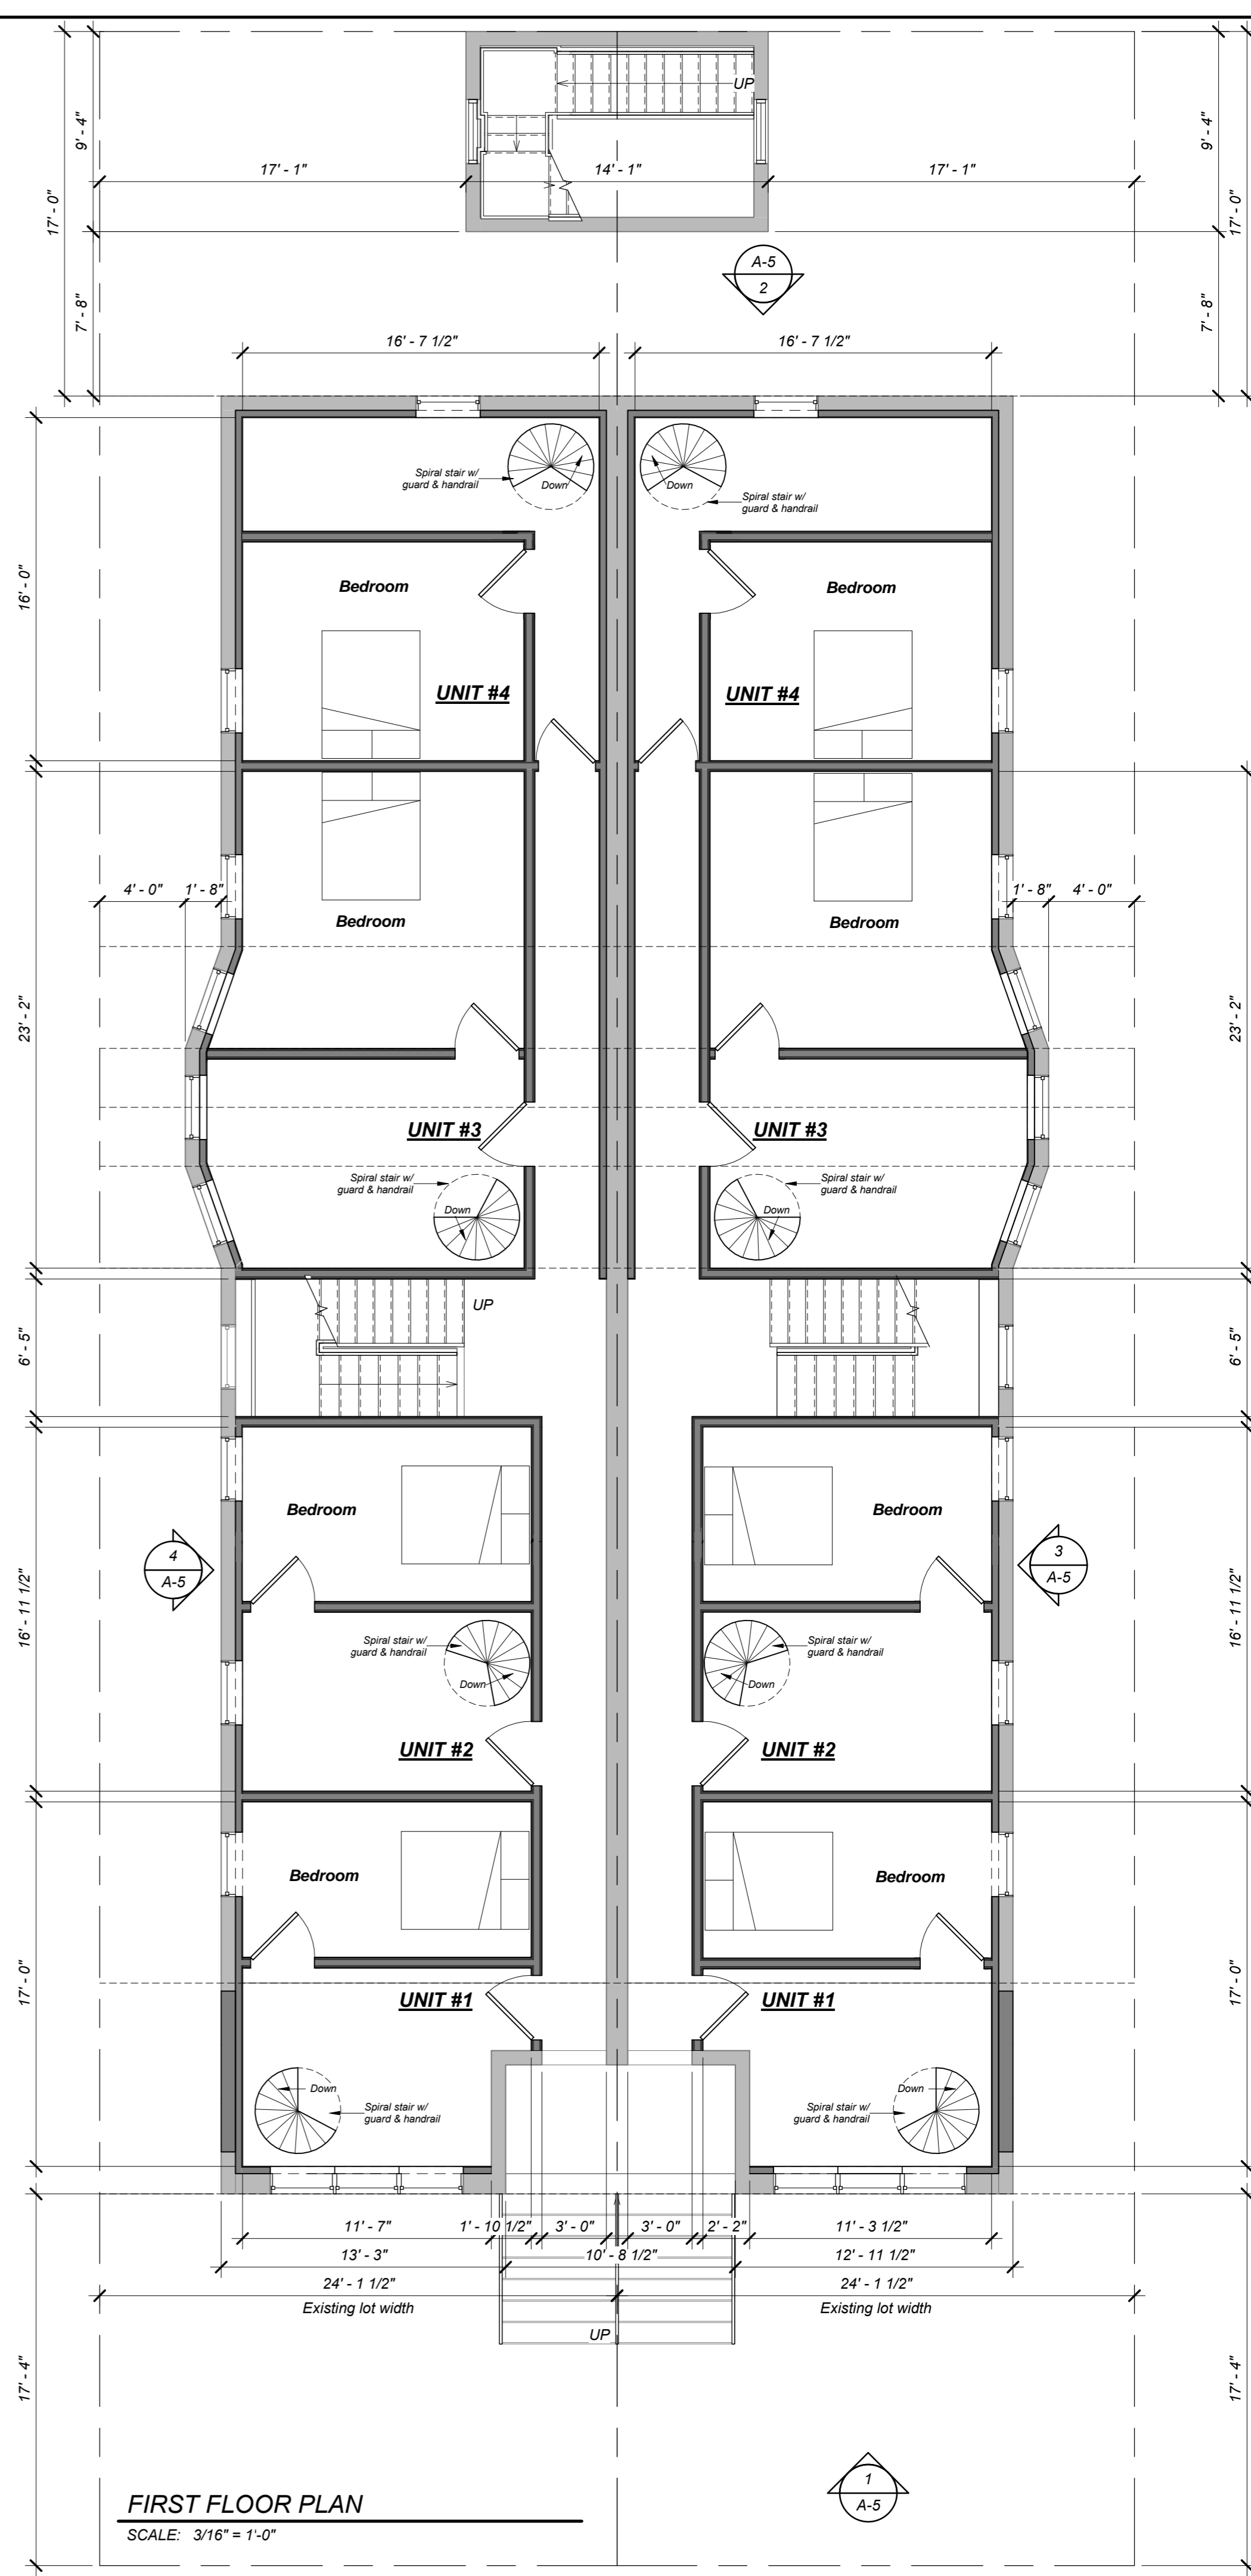 UP
9' - 4"
9' - 4"
17' - 1"
14' - 1"
17' - 1"
17' - 0"
17' - 0"
A-5
2
7' - 8"
7' - 8"
16' - 7 1/2"
16' - 7 1/2"
Spiral stair w/
guard & handrail
Down
Down
Spiral stair w/
guard & handrail
16' - 0"
Bedroom
Bedroom
UNIT #4
UNIT #4
4' - 0"
1' - 8"
1' - 8"
4' - 0"
Bedroom
Bedroom
23' - 2"
23' - 2"
UNIT #3
UNIT #3
Spiral stair w/
guard & handrail
Spiral stair w/
guard & handrail
Down
Down
UP
6' - 5"
6' - 5"
Bedroom
Bedroom
4
A-5
3
A-5
16' - 11 1/2"
16' - 11 1/2"
Spiral stair w/
guard & handrail
Spiral stair w/
guard & handrail
Down
Down
UNIT #2
UNIT #2
Bedroom
Bedroom
17' - 0"
17' - 0"
UNIT #1
UNIT #1
Down
Down
Spiral stair w/
guard & handrail
Spiral stair w/
guard & handrail
11' - 7"
1' - 10 1/2"
3' - 0"
3' - 0"
2' - 2"
11' - 3 1/2"
13' - 3"
10' - 8 1/2"
12' - 11 1/2"
24' - 1 1/2"
24' - 1 1/2"
Existing lot width
Existing lot width
UP
17' - 4"
17' - 4"
1
A-5
FIRST FLOOR PLAN
SCALE: 3/16" = 1'-0"